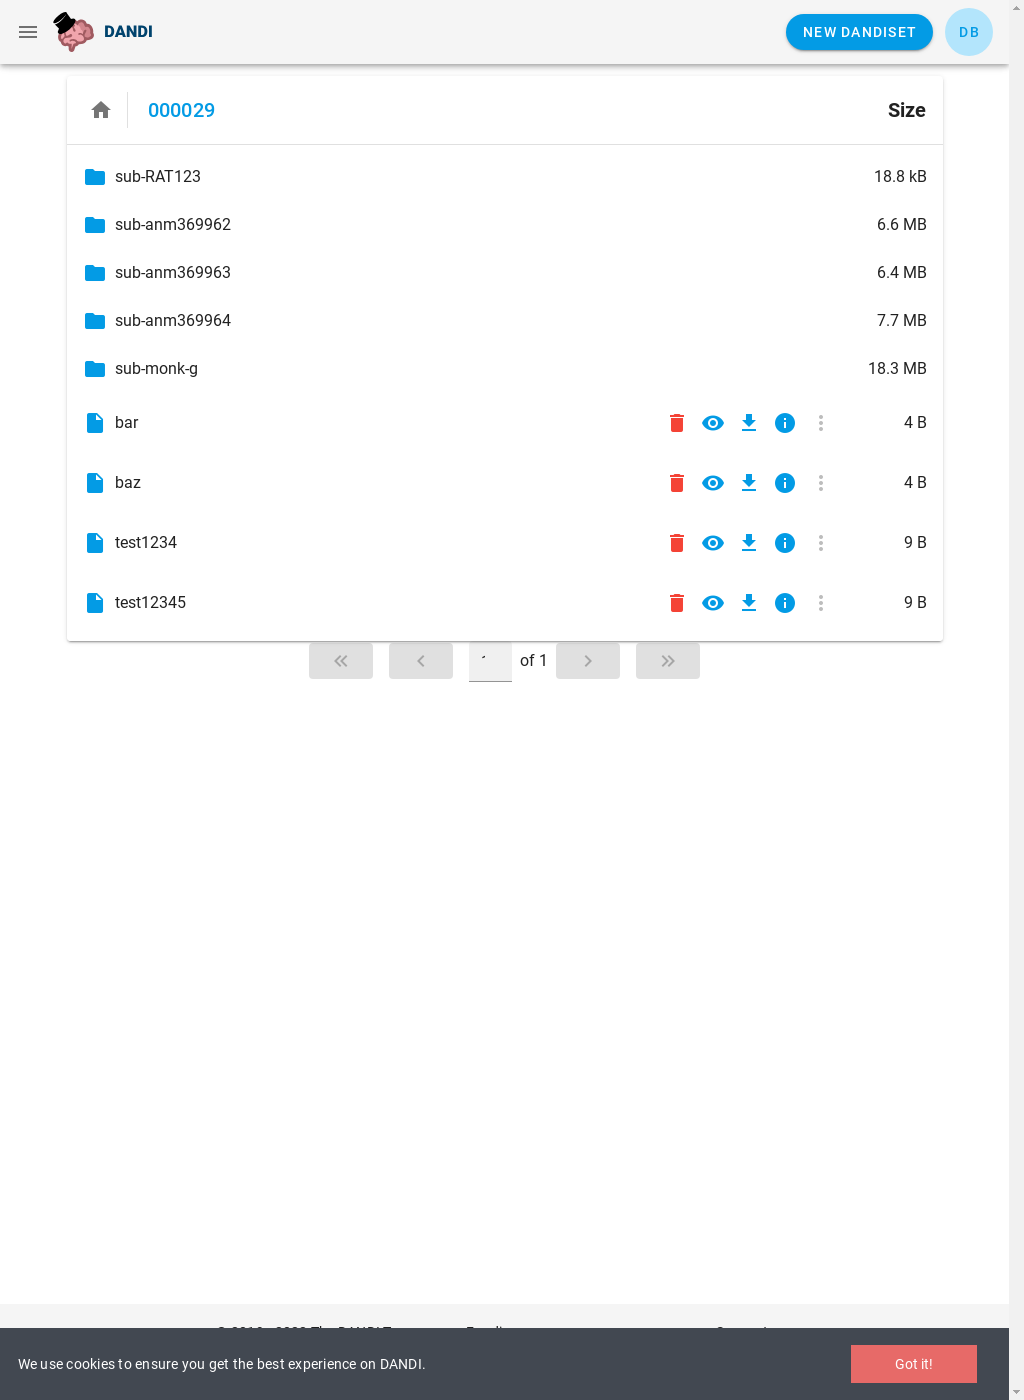 DANDI
NEW DANDISET
DB
000029
Size
sub-RAT123 18.8 kB
sub-anm369962 6.6 MB
sub-anm369963 6.4 MB
sub-anm369964 7.7 MB
sub-monk-g 18.3 MB
bar 4 B
baz 4 B
test1234 9 B
test12345 9 B
of 1
We use cookies to ensure you get the best experience on DANDI.
Got it!